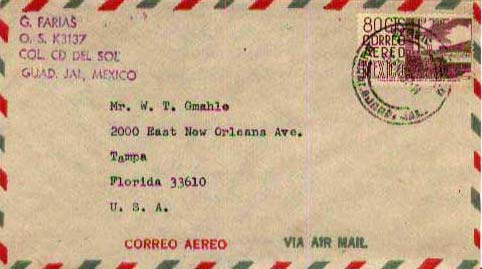 G. FARIAS
O. S. K3137
COL. CD DEL SOL
GUAD. JAL, MEXICO
80 CTS
CORREO
AEREO
MEXICO
Mr. W. T. Gmahle
2000 East New Orleans Ave.
Tampa
Florida 33610
U. S. A.
CORREO AEREO
VIA AIR MAIL